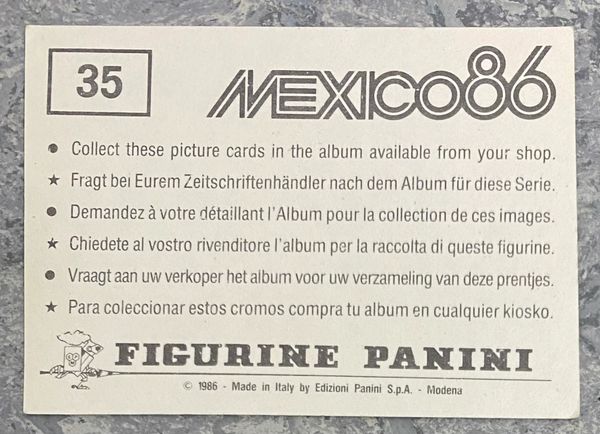 35
MEXICO86
● Collect these picture cards in the album available from your shop.
★ Fragt bei Eurem Zeitschriftenhändler nach dem Album für diese Serie.
● Demandez à votre détaillant l'Album pour la collection de ces images.
★ Chiedete al vostro rivenditore l'album per la raccolta di queste figurine.
● Vraagt aan uw verkoper het album voor uw verzameling van deze prentjes.
★ Para coleccionar estos cromos compra tu album en cualquier kiosko.
FIGURINE PANINI
© 1986 - Made in Italy by Edizioni Panini S.p.A. - Modena